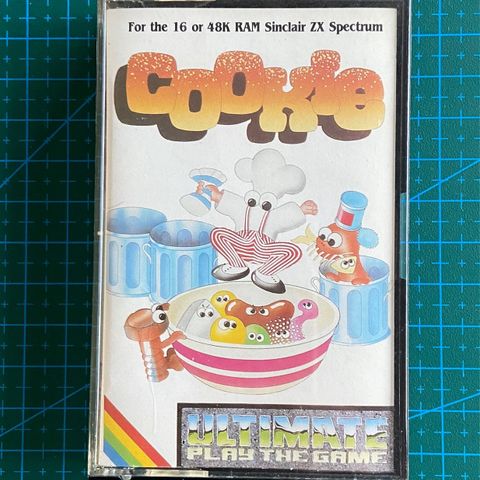 For the 16 or 48K RAM Sinclair ZX Spectrum
Cookie
ULTIMATE
PLAY THE GAME